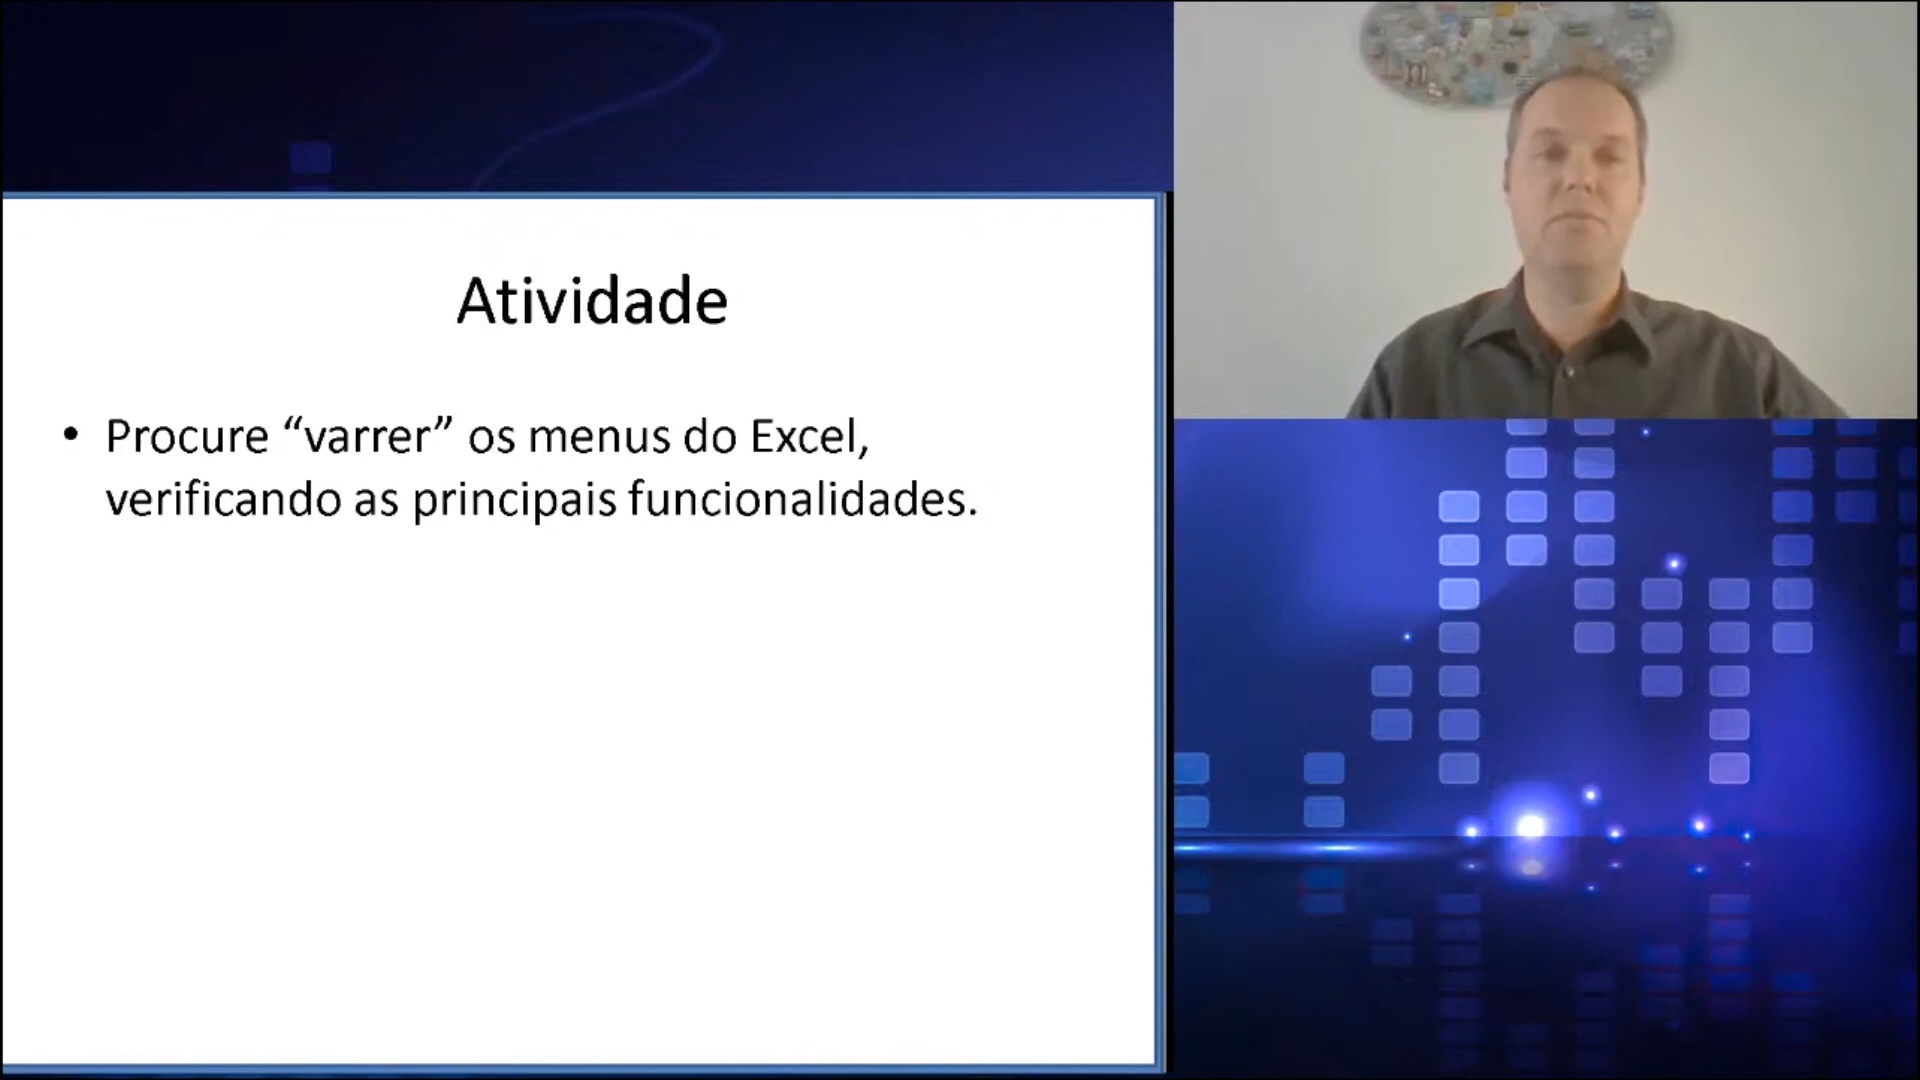 Atividade
• Procure “varrer” os menus do Excel,
verificando as principais funcionalidades.